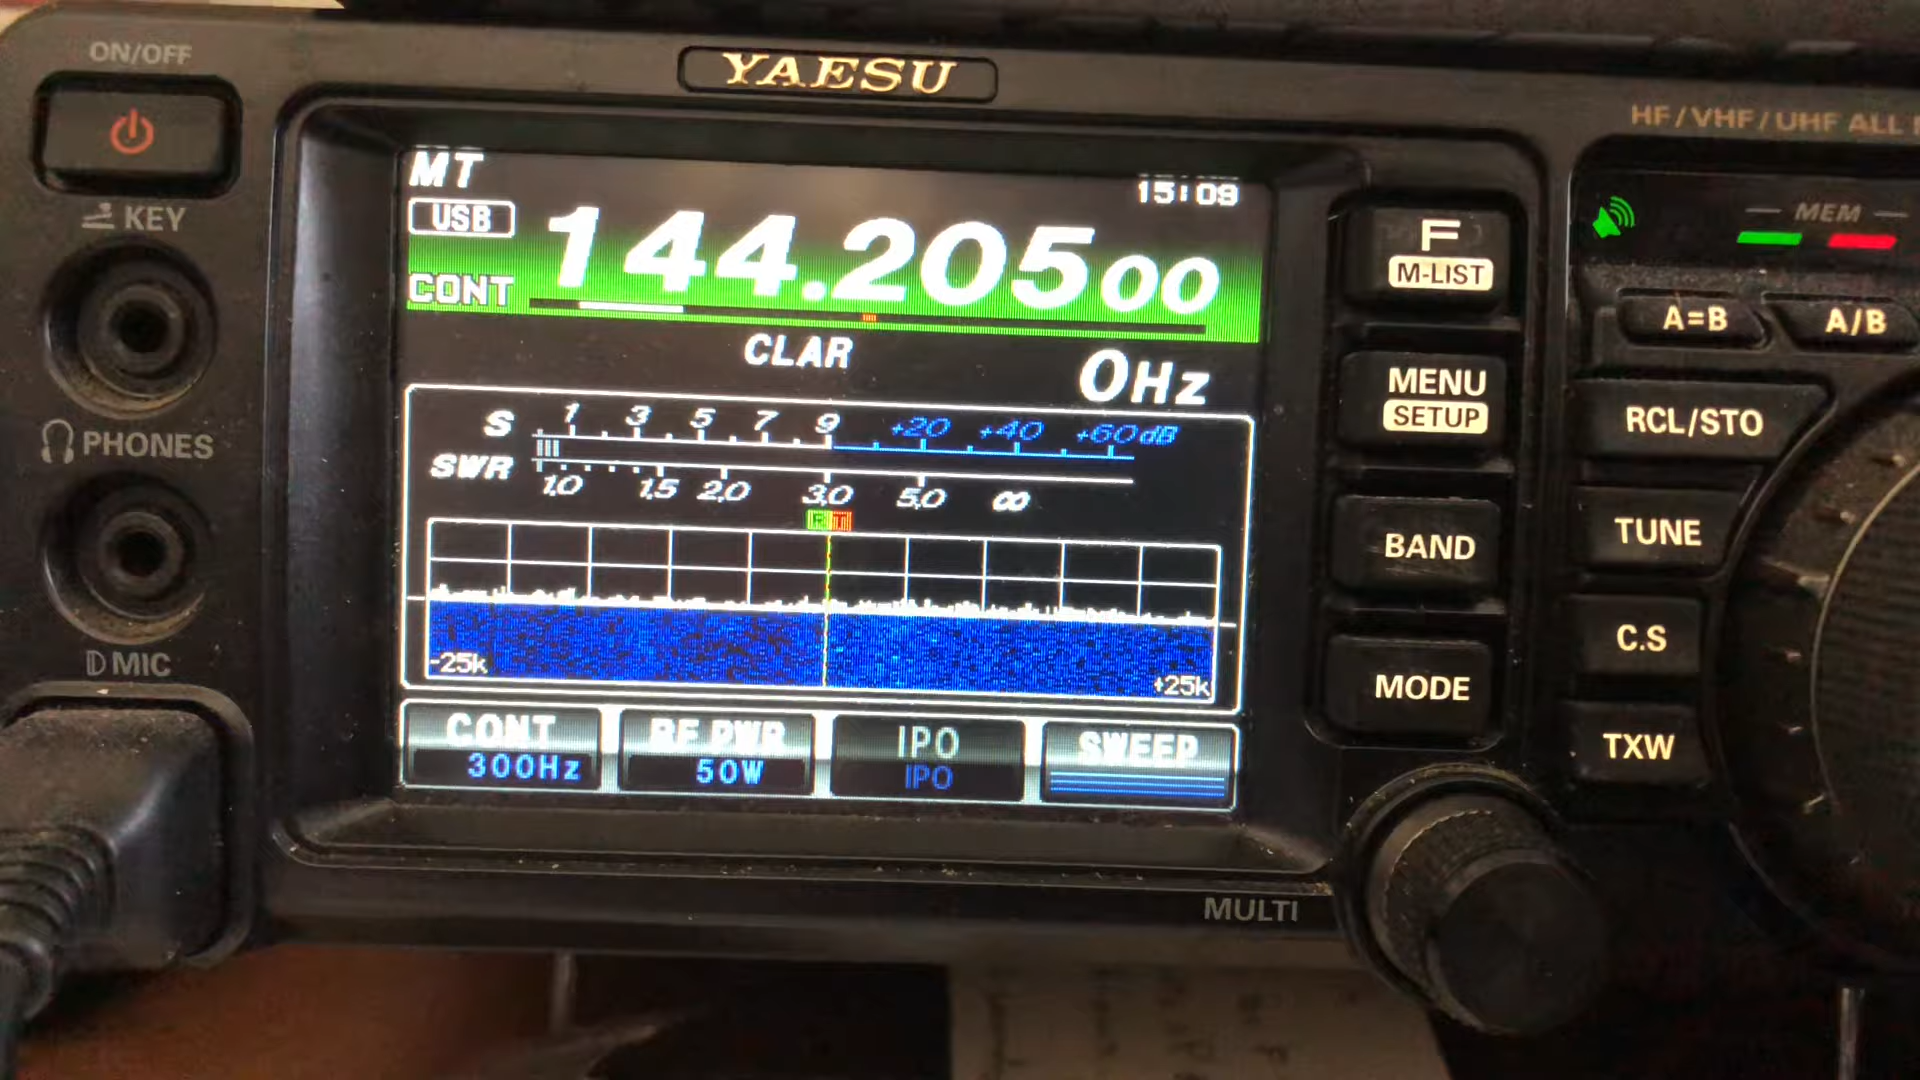 ON/OFF
YAESU
HF/VHF/UHF ALL
MT
15:09
USB
144.20500
CONT
CLAR
0Hz
S 1 3 5 7 9 +20 +40 +60dB
SWR 1.0 1.5 2.0 3.0 5.0 ∞
-25k
+25k
CONT
300Hz
RF PWR
50W
IPO
IPO
SWEEP
KEY
PHONES
MIC
F
M-LIST
MENU
SETUP
BAND
MODE
MULTI
MEM
A=B
A/B
RCL/STO
TUNE
C.S
TXW